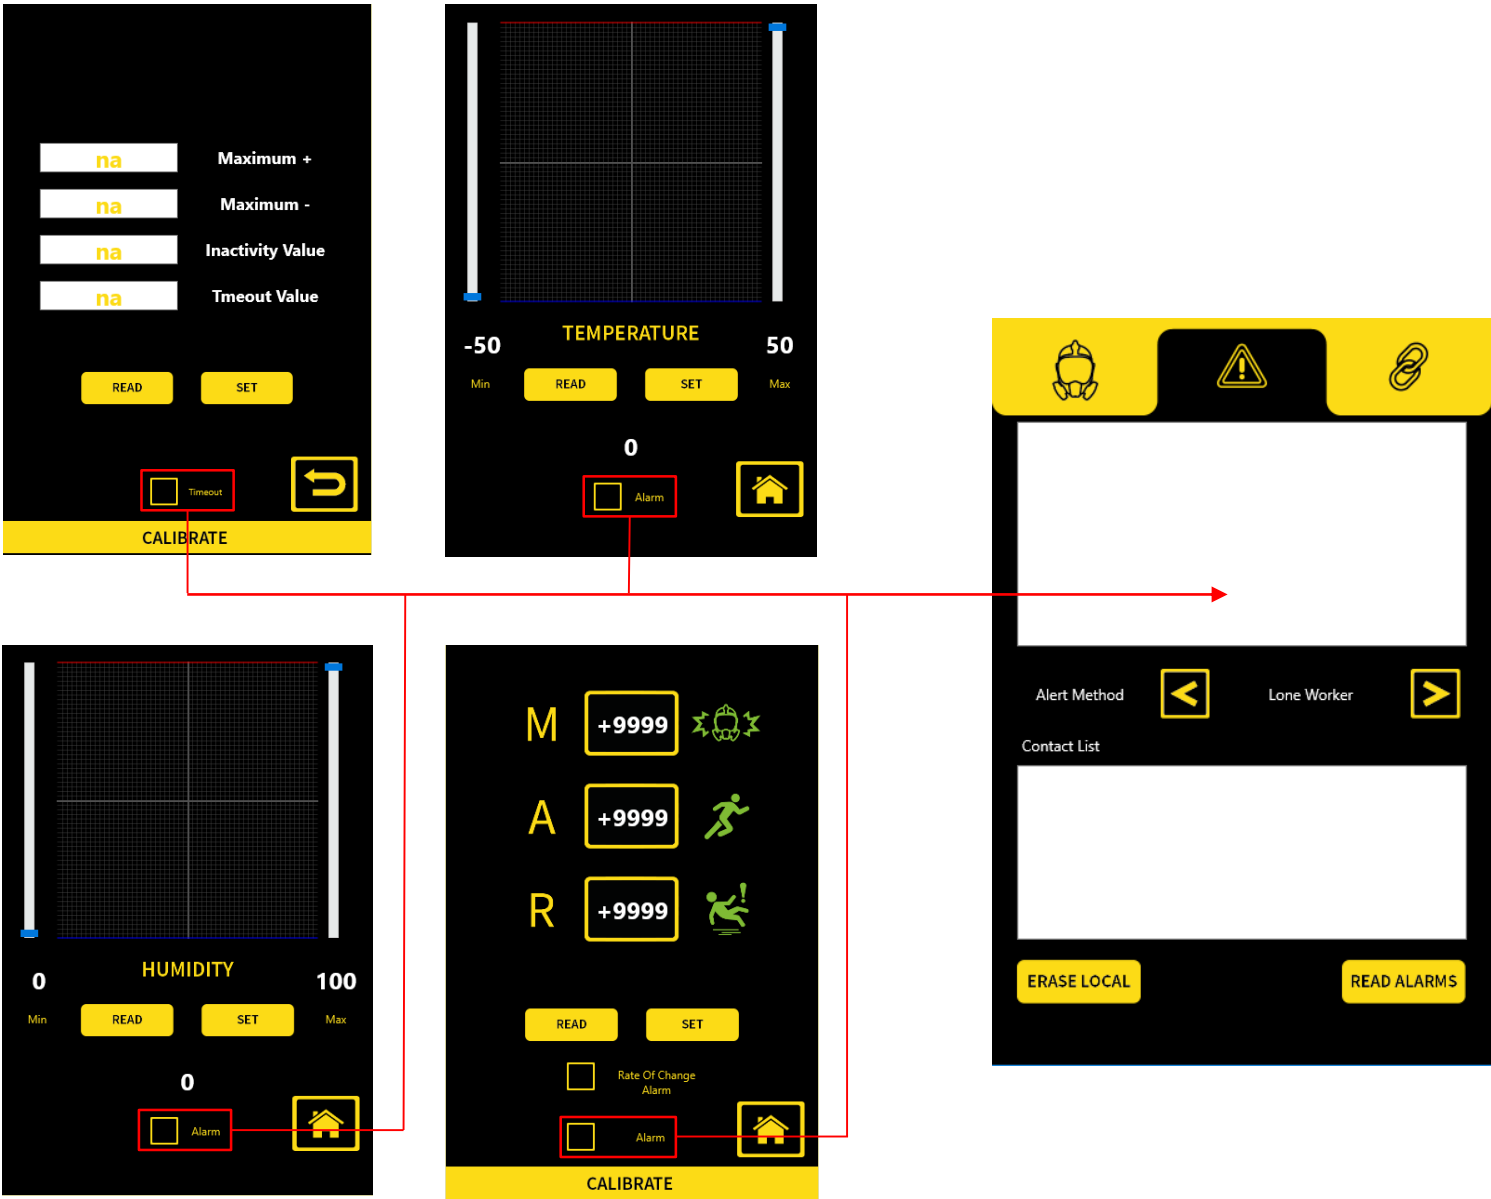 na Maximum +
na Maximum -
na Inactivity Value
na Tmeout Value
READ SET
Timeout
CALIBRATE
TEMPERATURE
-50 50
Min READ SET Max
0
Alarm
HUMIDITY
0 100
Min READ SET Max
0
Alarm
M +9999
A +9999
R +9999
READ SET
Rate Of Change
Alarm
Alarm
CALIBRATE
Alert Method < Lone Worker >
Contact List
ERASE LOCAL READ ALARMS